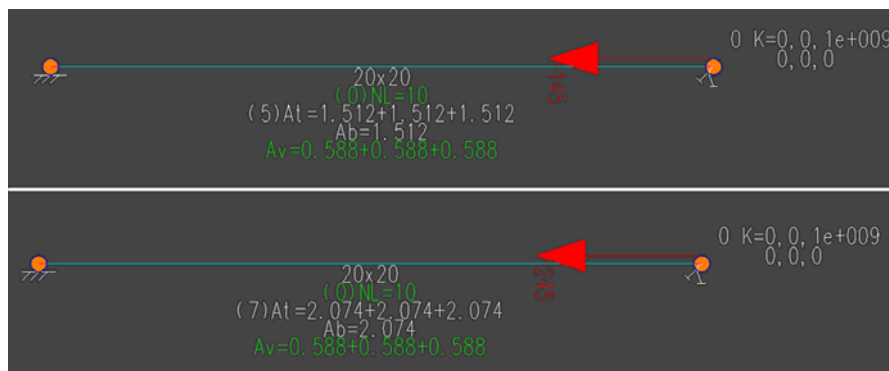 0 K=0,0,1e+009
0,0,0
20x20
(0)NL=10
(5)At=1.512+1.512+1.512
Ab=1.512
Av=0.588+0.588+0.588
0 K=0,0,1e+009
0,0,0
20x20
(0)NL=10
(7)At=2.074+2.074+2.074
Ab=2.074
Av=0.588+0.588+0.588